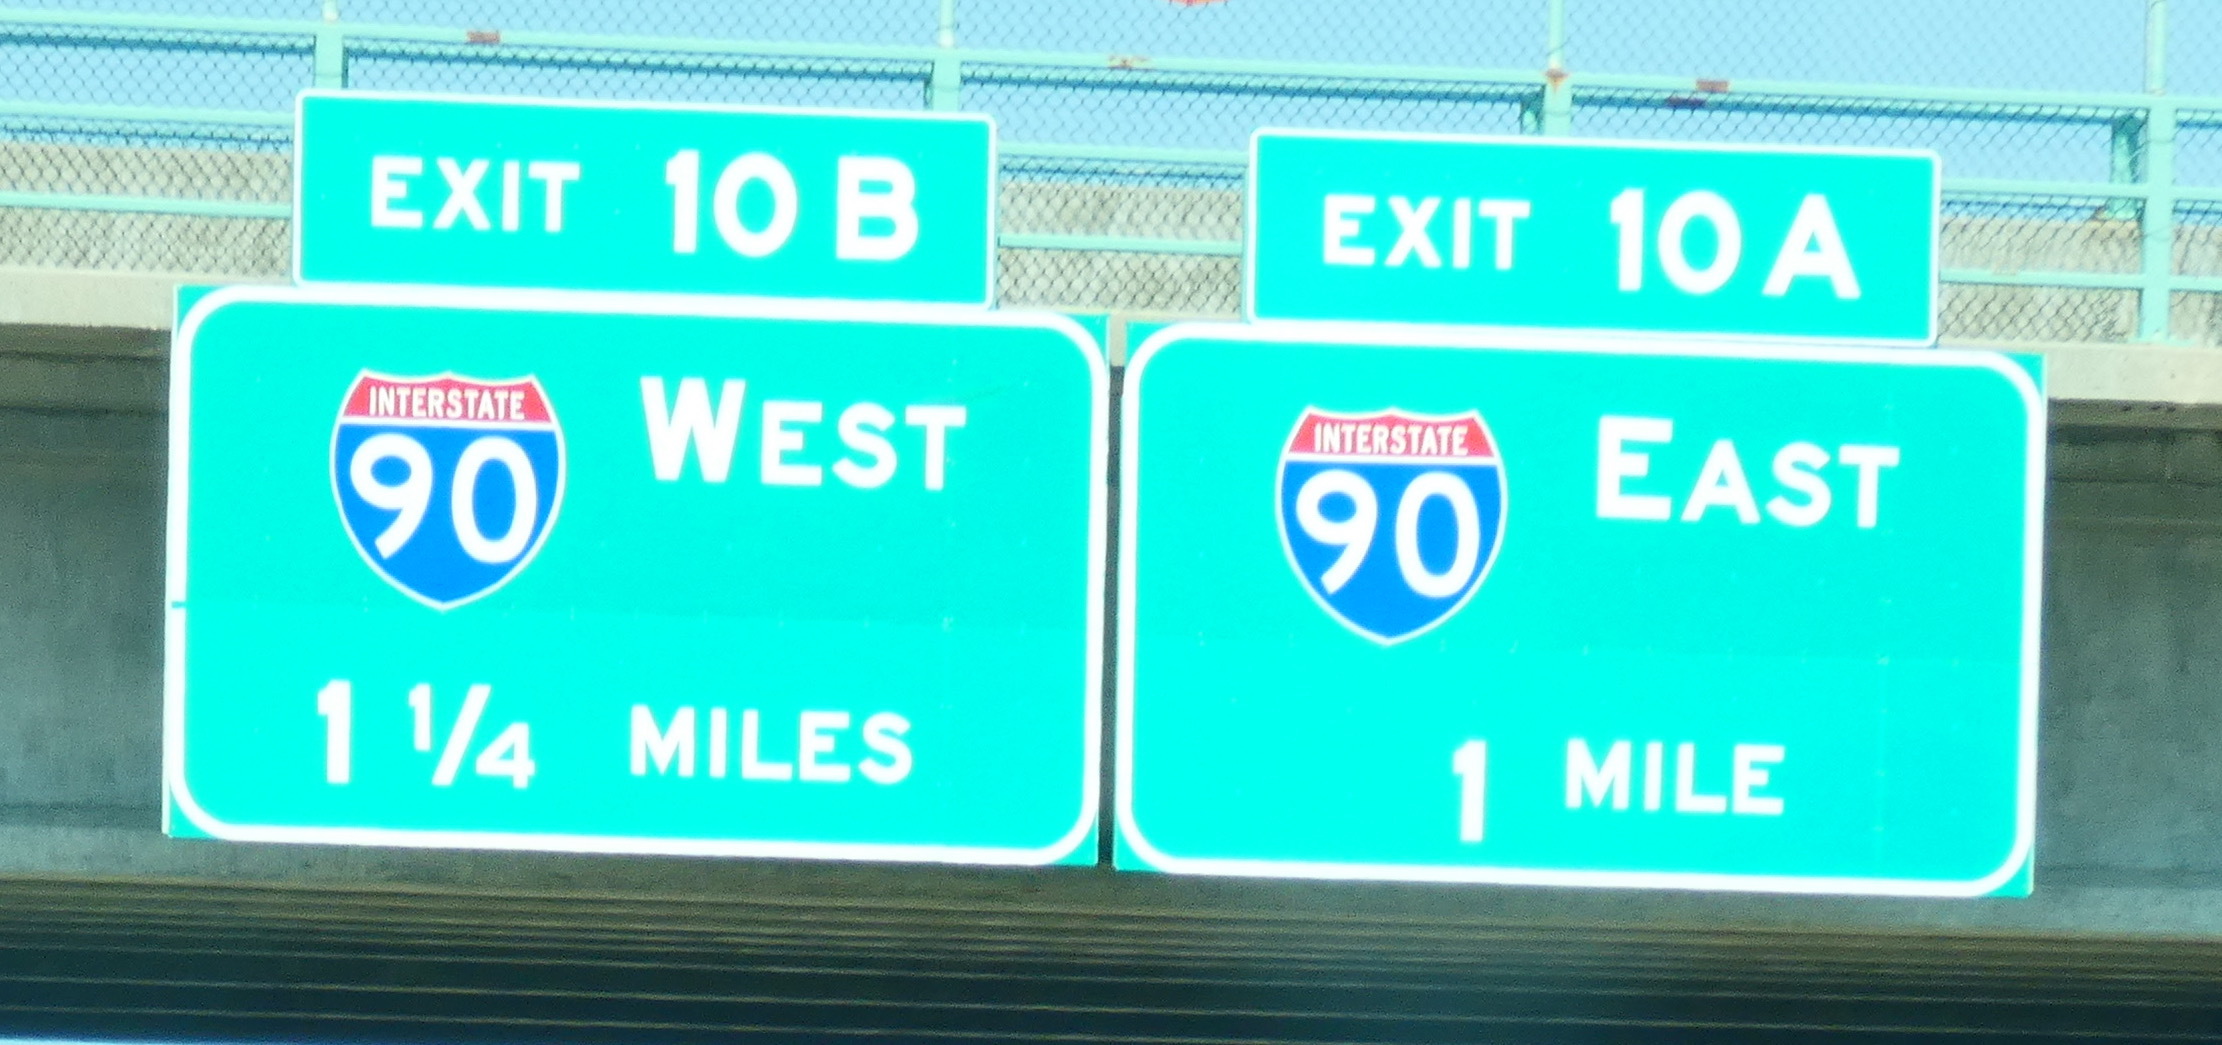 EXIT 10 B
INTERSTATE
90
WEST
1 1/4 MILES
EXIT 10 A
INTERSTATE
90
EAST
1 MILE